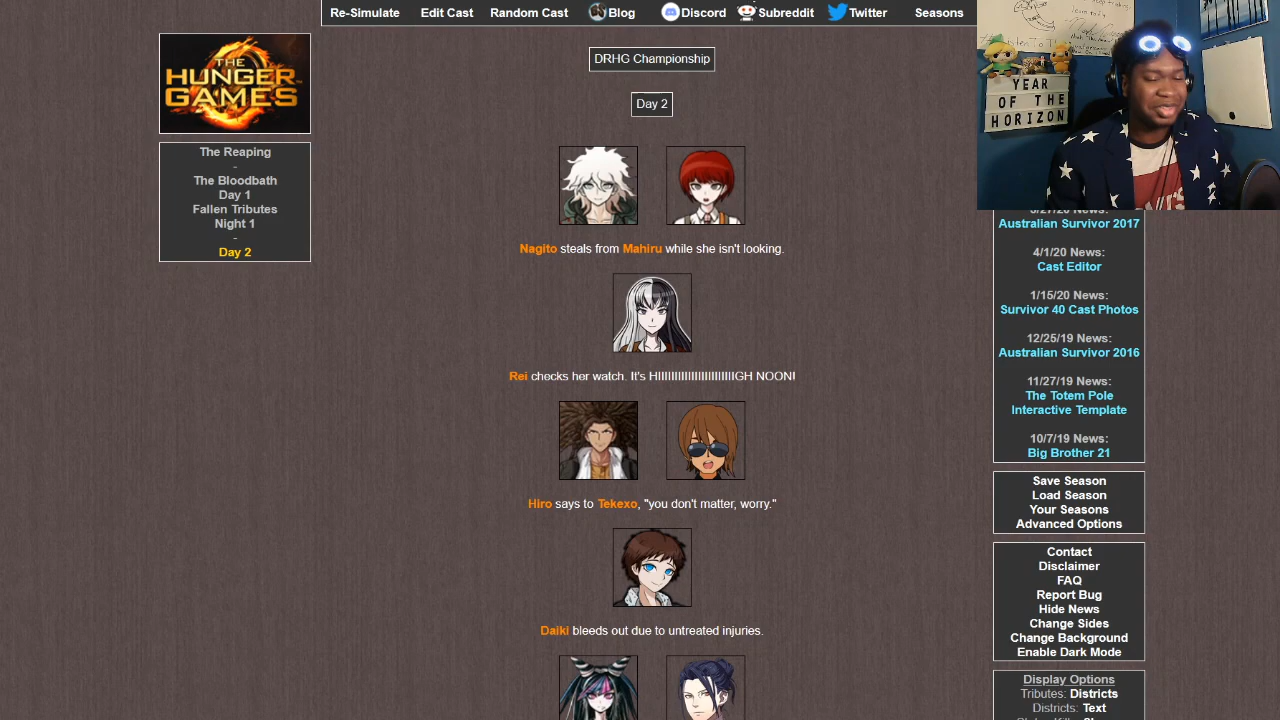 Re-Simulate Edit Cast Random Cast Blog Discord Subreddit Twitter Seasons
THE
HUNGER
GAMES
The Reaping
-
The Bloodbath
Day 1
Fallen Tributes
Night 1
-
Day 2
DRHG Championship
Day 2
Nagito steals from Mahiru while she isn't looking.
Rei checks her watch. It's HIIIIIIIIIIIIIIIIIIIIIIIGH NOON!
Hiro says to Tekexo, "you don't matter, worry."
Daiki bleeds out due to untreated injuries.
YEAR
OF THE
HORIZON
Australian Survivor 2017
4/1/20 News:
Cast Editor
1/15/20 News:
Survivor 40 Cast Photos
12/25/19 News:
Australian Survivor 2016
11/27/19 News:
The Totem Pole
Interactive Template
10/7/19 News:
Big Brother 21
Save Season
Load Season
Your Seasons
Advanced Options
Contact
Disclaimer
FAQ
Report Bug
Hide News
Change Sides
Change Background
Enable Dark Mode
Display Options
Tributes: Districts
Districts: Text